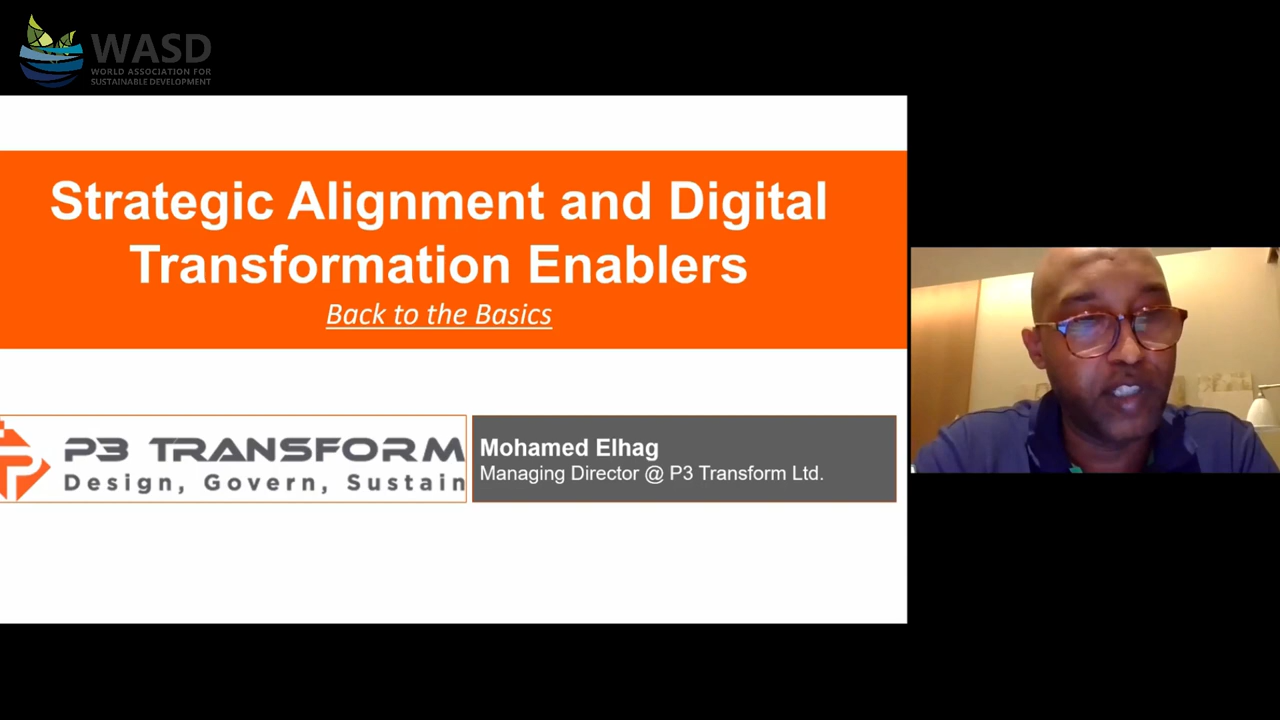 WASD
WORLD ASSOCIATION FOR
SUSTAINABLE DEVELOPMENT
Strategic Alignment and Digital
Transformation Enablers
Back to the Basics
P3 TRANSFORM
Design, Govern, Sustain
Mohamed Elhag
Managing Director @ P3 Transform Ltd.